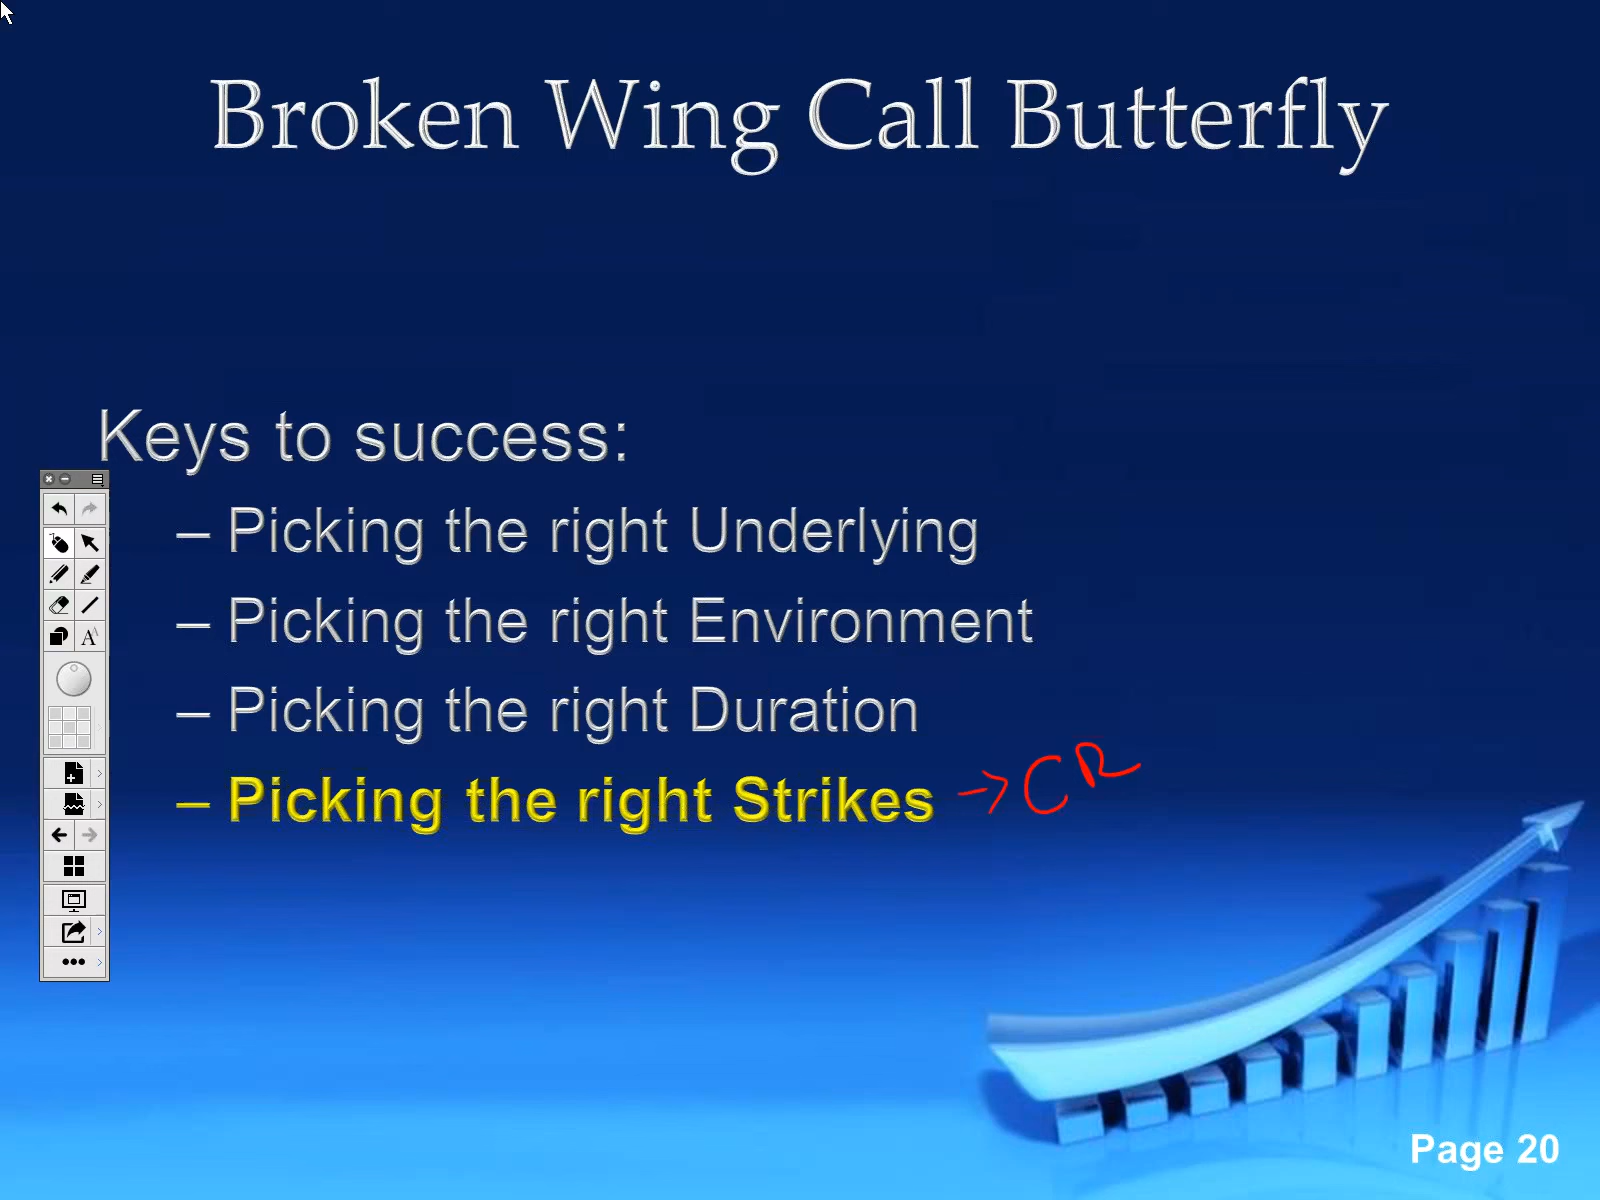 Broken Wing Call Butterfly
Keys to success:
– Picking the right Underlying
– Picking the right Environment
– Picking the right Duration
– Picking the right Strikes → CR
Page 20